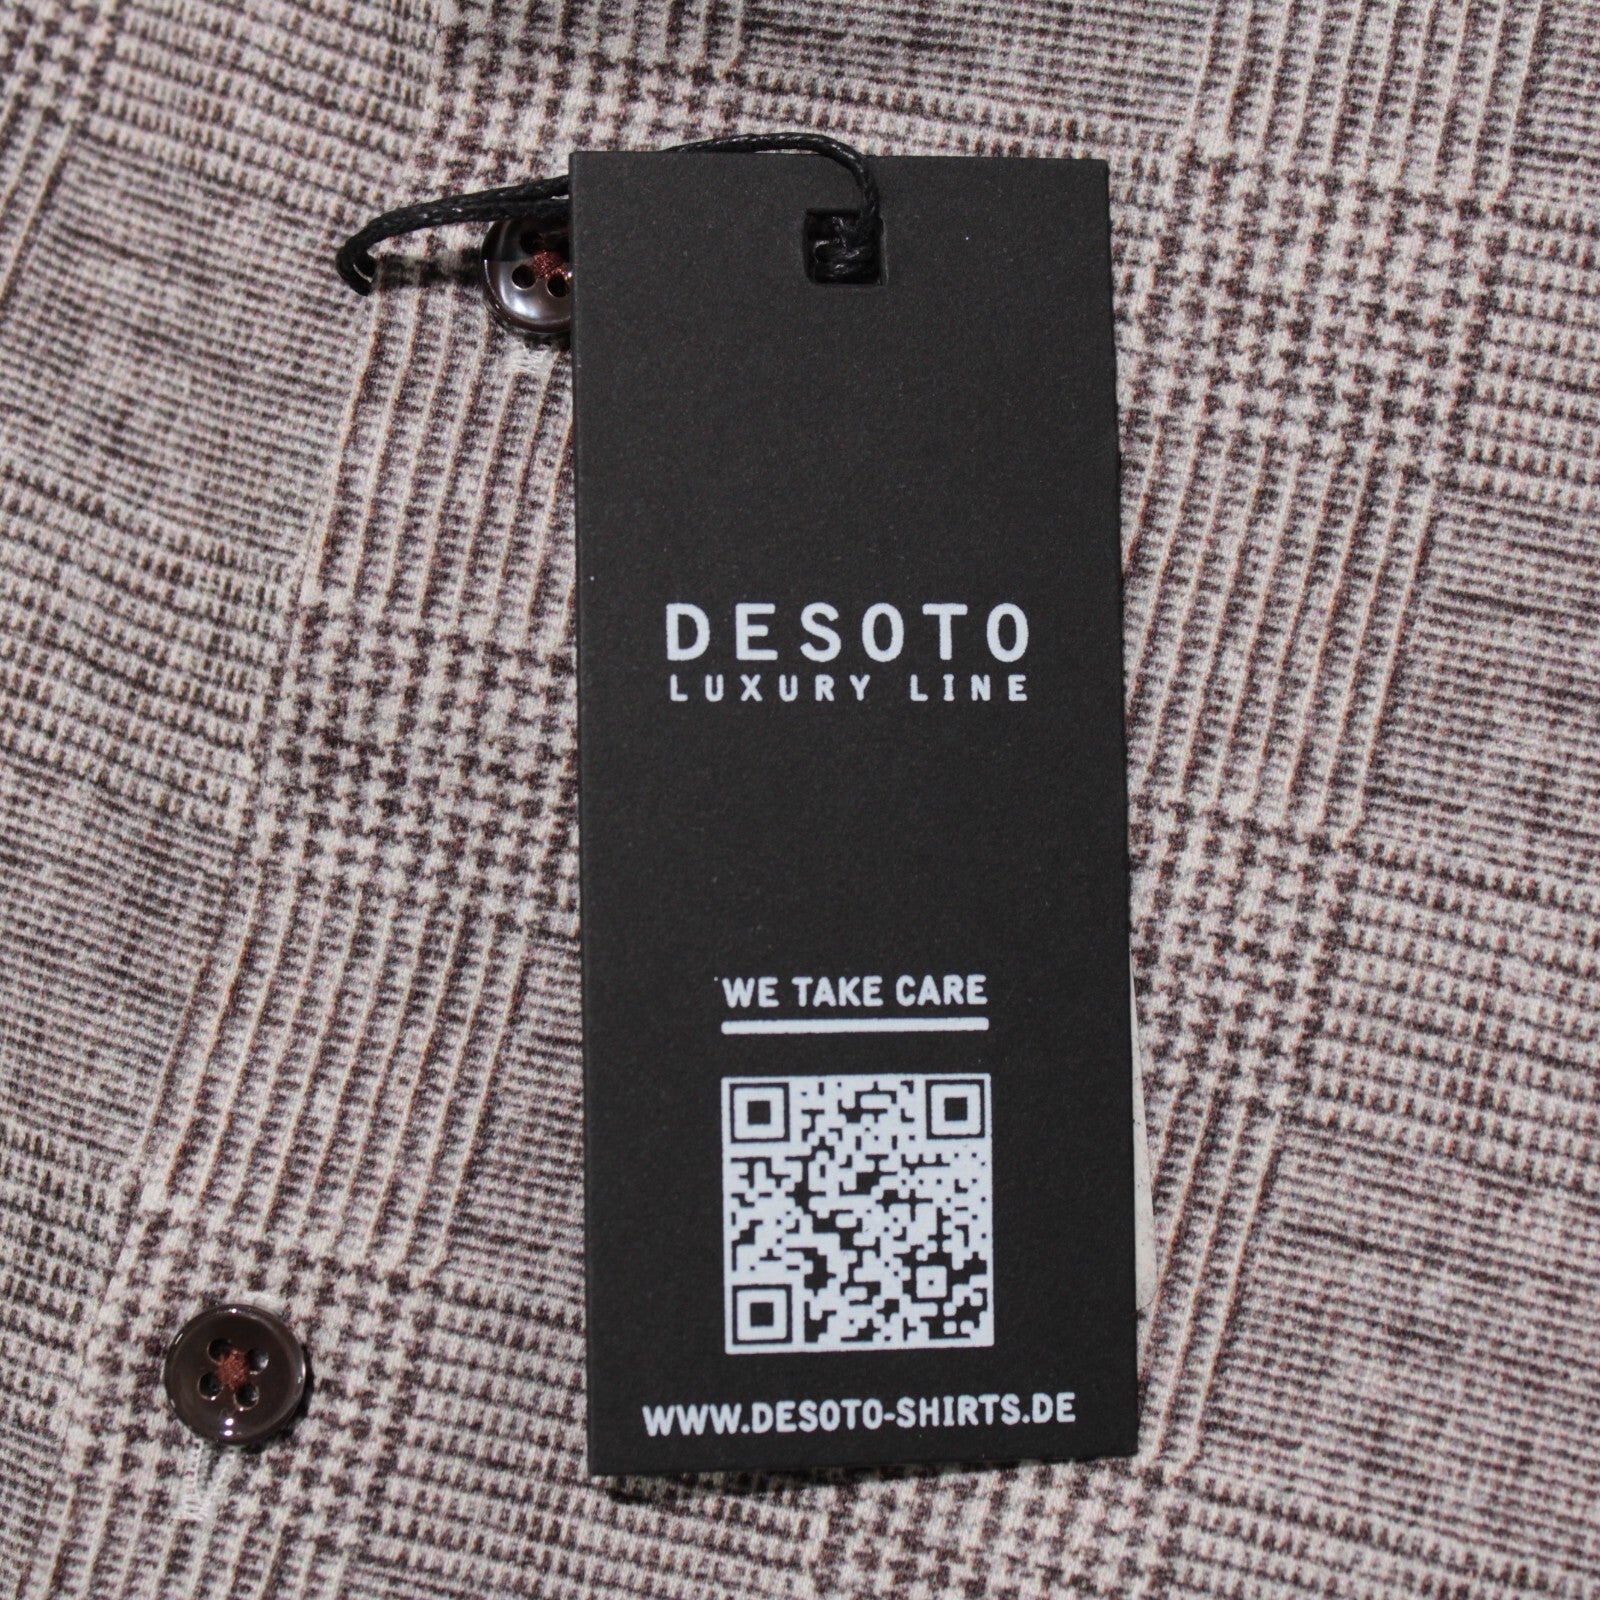 DESOTO
LUXURY LINE
WE TAKE CARE
WWW.DESOTO-SHIRTS.DE